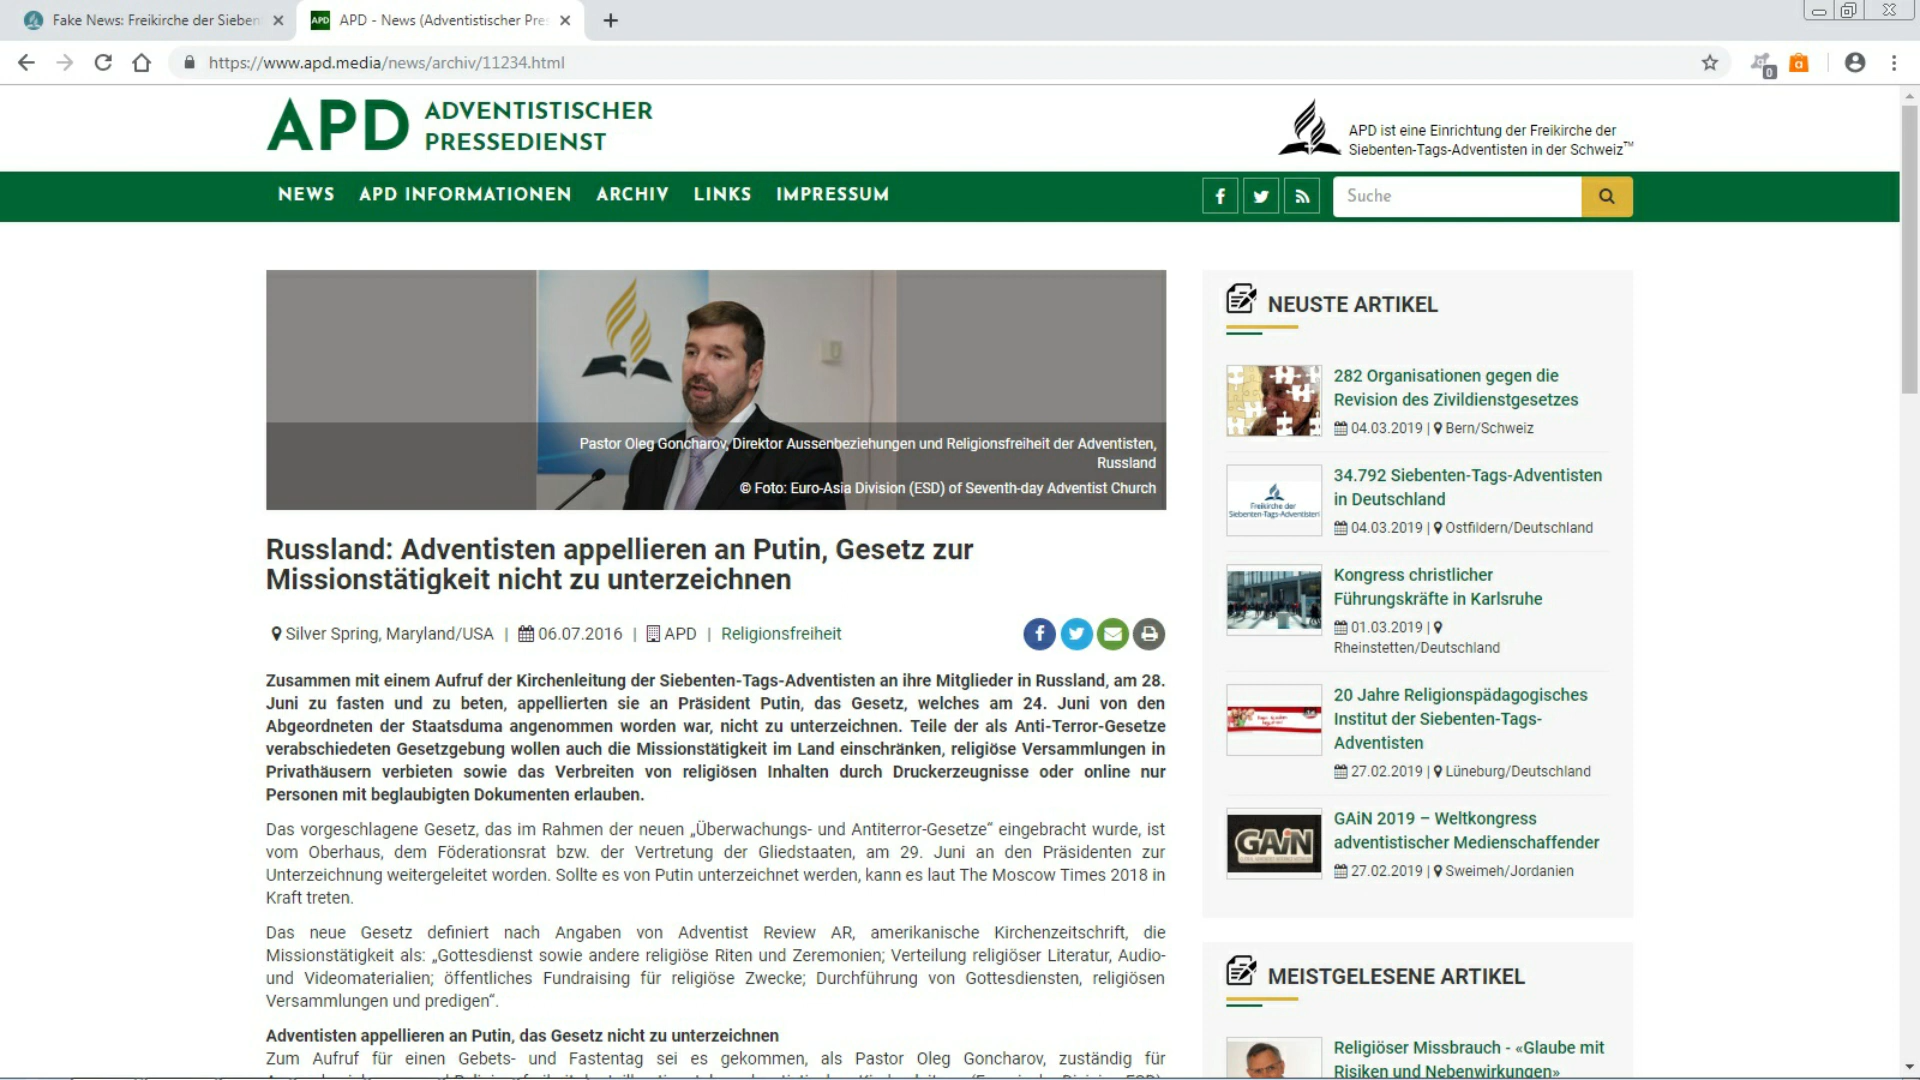 Fake News: Freikirche der Sieben
APD - News (Adventistischer Pres
https://www.apd.media/news/archiv/11234.html
0
a
APD ADVENTISTISCHER
PRESSEDIENST
APD ist eine Einrichtung der Freikirche der
Siebenten-Tags-Adventisten in der Schweiz™
NEWS APD INFORMATIONEN ARCHIV LINKS IMPRESSUM
Suche
Pastor Oleg Goncharov, Direktor Aussenbeziehungen und Religionsfreiheit der Adventisten,
Russland
© Foto: Euro-Asia Division (ESD) of Seventh-day Adventist Church
Russland: Adventisten appellieren an Putin, Gesetz zur
Missionstätigkeit nicht zu unterzeichnen
Silver Spring, Maryland/USA | 06.07.2016 | APD | Religionsfreiheit
Zusammen mit einem Aufruf der Kirchenleitung der Siebenten-Tags-Adventisten an ihre Mitglieder in Russland, am 28.
Juni zu fasten und zu beten, appellierten sie an Präsident Putin, das Gesetz, welches am 24. Juni von den
Abgeordneten der Staatsduma angenommen worden war, nicht zu unterzeichnen. Teile der als Anti-Terror-Gesetze
verabschiedeten Gesetzgebung wollen auch die Missionstätigkeit im Land einschränken, religiöse Versammlungen in
Privathäusern verbieten sowie das Verbreiten von religiösen Inhalten durch Druckerzeugnisse oder online nur
Personen mit beglaubigten Dokumenten erlauben.
Das vorgeschlagene Gesetz, das im Rahmen der neuen „Überwachungs- und Antiterror-Gesetze“ eingebracht wurde, ist
vom Oberhaus, dem Föderationsrat bzw. der Vertretung der Gliedstaaten, am 29. Juni an den Präsidenten zur
Unterzeichnung weitergeleitet worden. Sollte es von Putin unterzeichnet werden, kann es laut The Moscow Times 2018 in
Kraft treten.
Das neue Gesetz definiert nach Angaben von Adventist Review AR, amerikanische Kirchenzeitschrift, die
Missionstätigkeit als: „Gottesdienst sowie andere religiöse Riten und Zeremonien; Verteilung religiöser Literatur, Audio-
und Videomaterialien; öffentliches Fundraising für religiöse Zwecke; Durchführung von Gottesdiensten, religiösen
Versammlungen und predigen“.
Adventisten appellieren an Putin, das Gesetz nicht zu unterzeichnen
Zum Aufruf für einen Gebets- und Fastentag sei es gekommen, als Pastor Oleg Goncharov, zuständig für
NEUSTE ARTIKEL
282 Organisationen gegen die
Revision des Zivildienstgesetzes
04.03.2019 | Bern/Schweiz
Freikirche der
Siebenten-Tags-Adventisten
34.792 Siebenten-Tags-Adventisten
in Deutschland
04.03.2019 | Ostfildern/Deutschland
Kongress christlicher
Führungskräfte in Karlsruhe
01.03.2019 |
Rheinstetten/Deutschland
20 Jahre Religionspädagogisches
Institut der Siebenten-Tags-
Adventisten
27.02.2019 | Lüneburg/Deutschland
GAiN
GAiN 2019 – Weltkongress
adventistischer Medienschaffender
27.02.2019 | Sweimeh/Jordanien
MEISTGELESENE ARTIKEL
Religiöser Missbrauch - «Glaube mit
Risiken und Nebenwirkungen»